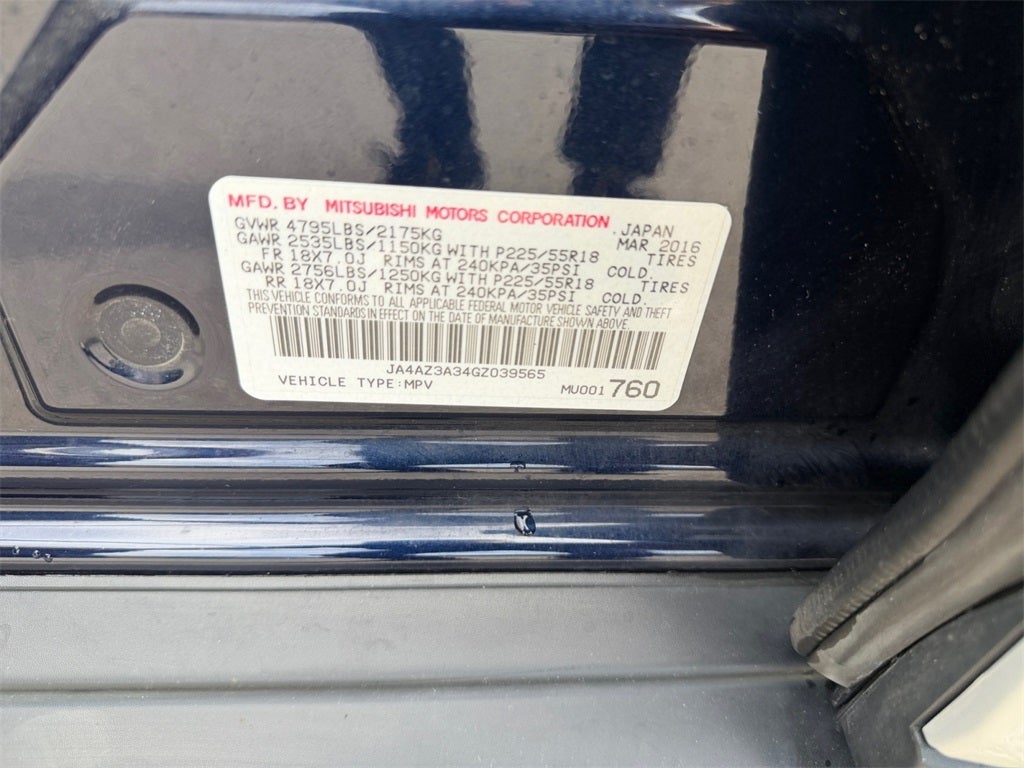 MFD. BY MITSUBISHI MOTORS CORPORATION . JAPAN
GVWR 4795LBS/2175KG MAR 2016
GAWR 2535LBS/1150KG WITH P225/55R18 TIRES
FR 18X7.0J RIMS AT 240KPA/35PSI COLD.
GAWR 2756LBS/1250KG WITH P225/55R18 TIRES
RR 18X7.0J RIMS AT 240KPA/35PSI COLD.
THIS VEHICLE CONFORMS TO ALL APPLICABLE FEDERAL MOTOR VEHICLE SAFETY AND THEFT
PREVENTION STANDARDS IN EFFECT ON THE DATE OF MANUFACTURE SHOWN ABOVE.
JA4AZ3A34GZ039565
VEHICLE TYPE:MPV MU001 760